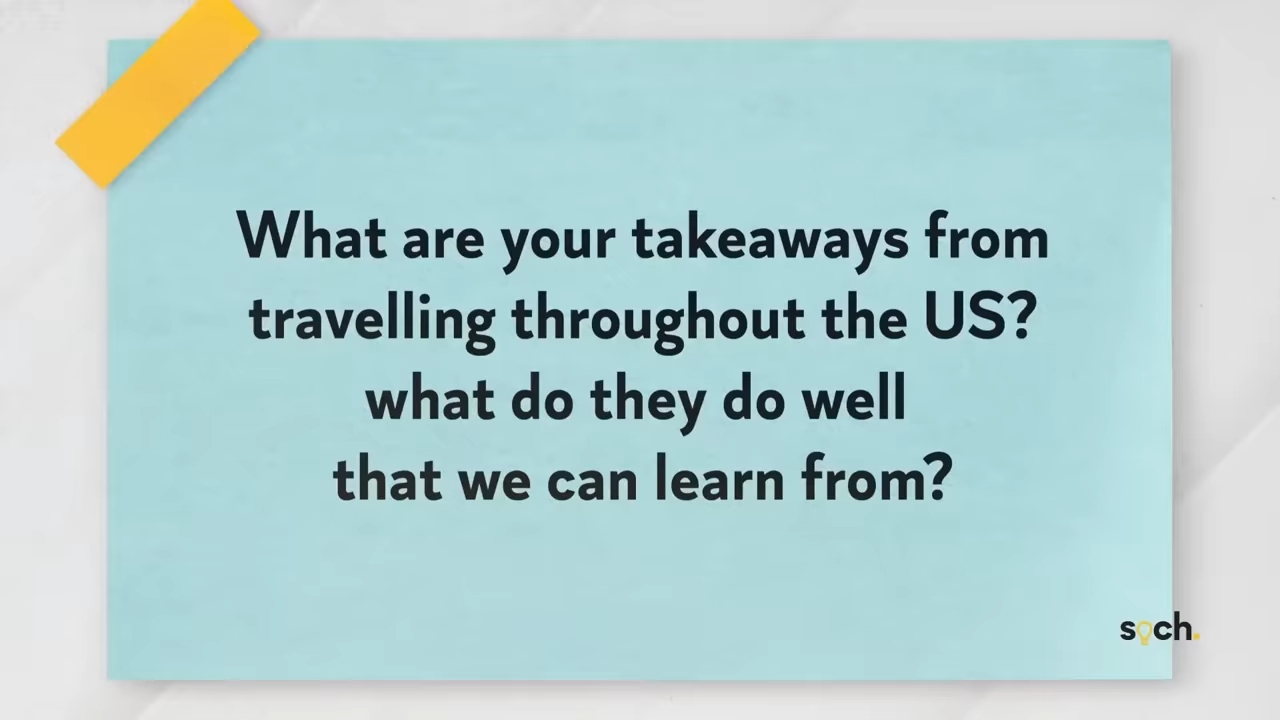 What are your takeaways from
travelling throughout the US?
what do they do well
that we can learn from?
soch.